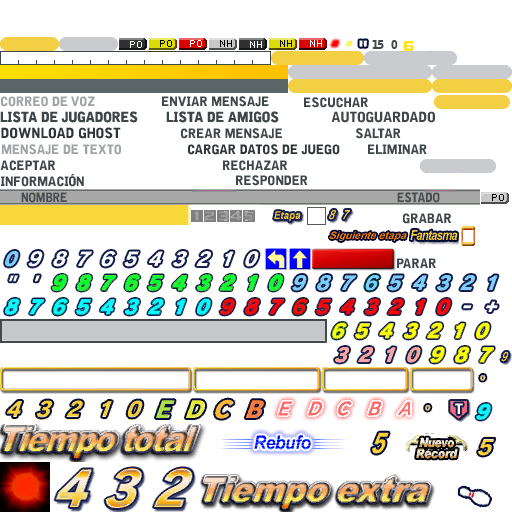 PO PO PO NH NH NH NH 15 0 6
CORREO DE VOZ ENVIAR MENSAJE ESCUCHAR
LISTA DE JUGADORES LISTA DE AMIGOS AUTOGUARDADO
DOWNLOAD GHOST CREAR MENSAJE SALTAR
MENSAJE DE TEXTO CARGAR DATOS DE JUEGO ELIMINAR
ACEPTAR RECHAZAR
INFORMACIÓN RESPONDER
NOMBRE ESTADO PO
12345 Etapa 8 7 GRABAR
Siguiente etapa Fantasma
0 9 8 7 6 5 4 3 2 1 0 PARAR
" ' 9 8 7 6 5 4 3 2 1 0 9 8 7 6 5 4 3 2 1
8 7 6 5 4 3 2 1 0 9 8 7 6 5 4 3 2 1 0 - +
6 5 4 3 2 1 0
3 2 1 0 9 8 7 9
4 3 2 1 0 E D C B E D C B A T 9
Tiempo total Rebufo 5 Nuevo Récord 5
4 3 2 Tiempo extra